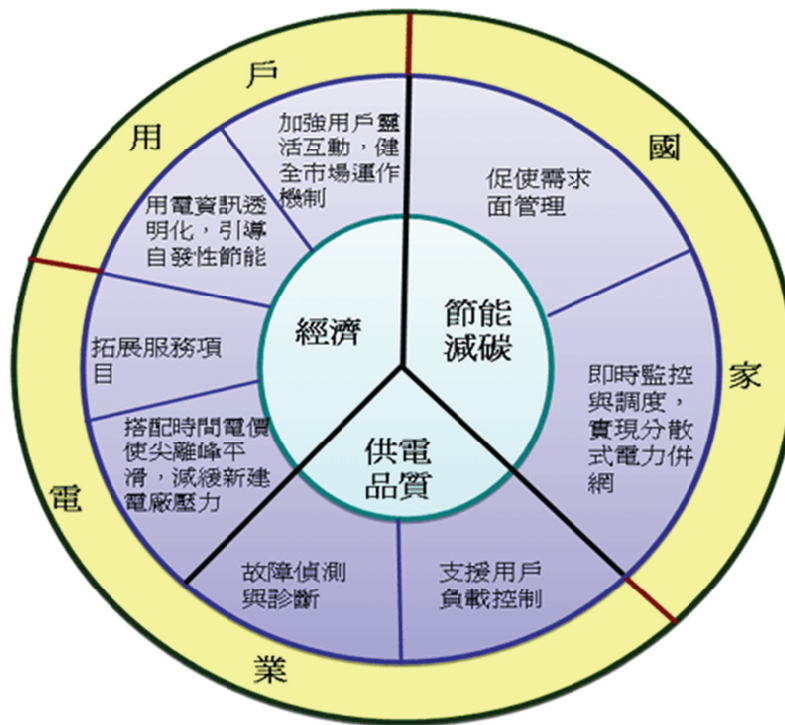 用戶
國家
電業
加強用戶靈
活互動，健
全市場運作
機制
促使需求
面管理
用電資訊透
明化，引導
自發性節能
經濟
節能
減碳
拓展服務項
目
即時監控
與調度，
實現分散
式電力併
網
搭配時間電價
使尖離峰平
滑，減緩新建
電廠壓力
供電
品質
故障偵測
與診斷
支援用戶
負載控制